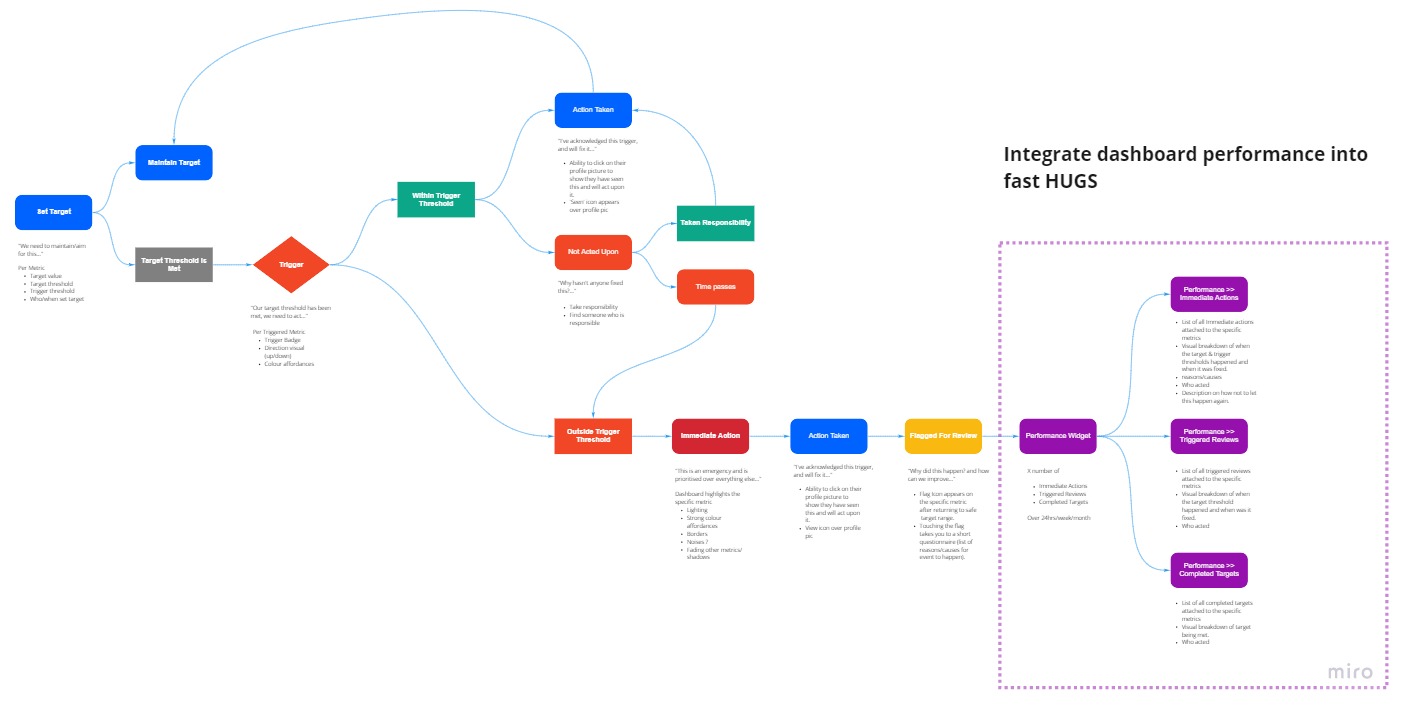 Action Taken
"I've acknowledged this trigger,
and will fix it..."
• Ability to click on their
profile picture to
show they have seen
this and will act upon
it.
• 'Seen' icon appears
over profile pic
Integrate dashboard performance into
fast HUGS
Maintain Target
Set Target
"We need to maintain/aim
for this..."
Per Metric
• Target value
• Target threshold
• Trigger threshold
• Who/when set target
Target Threshold Is
Met
Trigger
"Our target threshold has been
met, we need to act..."
Per Triggered Metric
• Trigger Badge
• Direction visual
(up/down)
• Colour affordances
Within Trigger
Threshold
Not Acted Upon
"Why hasn't anyone fixed
this?..."
• Take responsibility
• Find someone who is
responsible
Taken Responsibility
Time passes
Outside Trigger
Threshold
Immediate Action
"This is an emergency and is
prioritised over everything else..."
Dashboard highlights the
specific metric
• Lighting
• Strong colour
affordances
• Borders
• Noises ?
• Fading other metrics/
shadows
Action Taken
"I've acknowledged this trigger,
and will fix it..."
• Ability to click on their
profile picture to
show they have seen
this and will act upon
it.
• View icon over profile
pic
Flagged For Review
"Why did this happen? and how
can we improve..."
• Flag Icon appears on
the specific metric
after returning to safe
target range.
• Touching the flag
takes you to a short
questionnaire (list of
reasons/causes for
event to happen).
Performance Widget
X number of
• Immediate Actions
• Triggered Reviews
• Completed Targets
Over 24hrs/week/month
Performance >>
Immediate Actions
• List of all immediate actions
attached to the specific
metrics
• Visual breakdown of when
the target & trigger
thresholds happened and
when it was fixed.
• reasons/causes
• Who acted
• Description on how not to let
this happen again.
Performance >>
Triggered Reviews
• List of all triggered reviews
attached to the specific
metrics
• Visual breakdown of when
the target threshold
happened and when was it
fixed.
• Who acted
Performance >>
Completed Targets
• List of all completed targets
attached to the specific
metrics
• Visual breakdown of target
being met.
• Who acted
miro